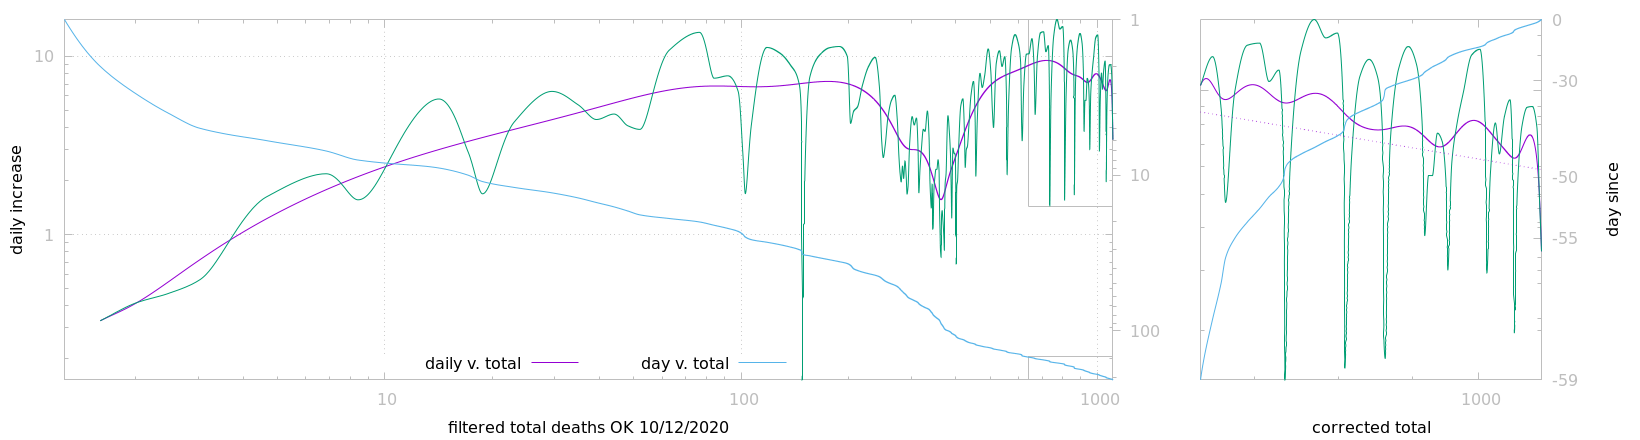 daily increase
10
1
1
10
100
daily v. total
day v. total
10
100
1000
filtered total deaths OK 10/12/2020
0
-30
-50
-55
-59
day since
1000
corrected total